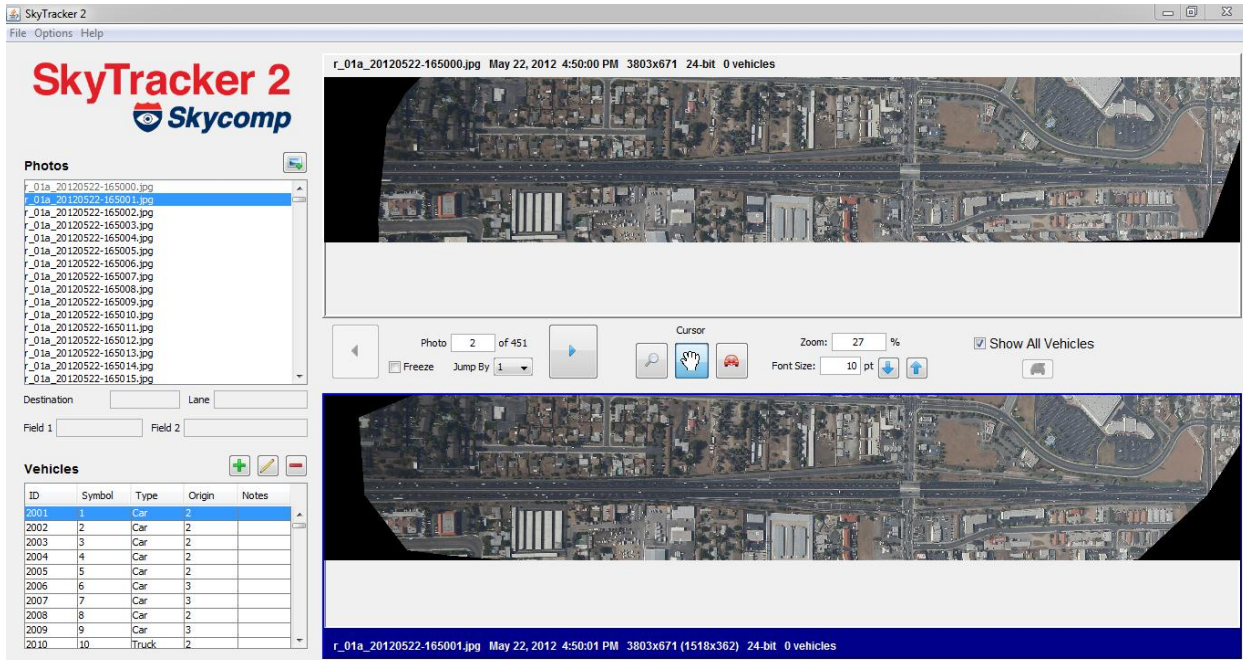 SkyTracker 2
File Options Help
SkyTracker 2
Skycomp
Photos
r_01a_20120522-165000.jpg
r_01a_20120522-165001.jpg
r_01a_20120522-165002.jpg
r_01a_20120522-165003.jpg
r_01a_20120522-165004.jpg
r_01a_20120522-165005.jpg
r_01a_20120522-165006.jpg
r_01a_20120522-165007.jpg
r_01a_20120522-165008.jpg
r_01a_20120522-165009.jpg
r_01a_20120522-165010.jpg
r_01a_20120522-165011.jpg
r_01a_20120522-165012.jpg
r_01a_20120522-165013.jpg
r_01a_20120522-165014.jpg
r_01a_20120522-165015.jpg
Destination Lane
Field 1 Field 2
Vehicles
ID Symbol Type Origin Notes
2001 1 Car 2
2002 2 Car 2
2003 3 Car 2
2004 4 Car 2
2005 5 Car 2
2006 6 Car 3
2007 7 Car 3
2008 8 Car 2
2009 9 Car 3
2010 10 Truck 2
r_01a_20120522-165000.jpg May 22, 2012 4:50:00 PM 3803x671 24-bit 0 vehicles
Photo 2 of 451
Freeze Jump By 1
Cursor
Zoom: 27 %
Font Size: 10 pt
Show All Vehicles
r_01a_20120522-165001.jpg May 22, 2012 4:50:01 PM 3803x671 (1518x362) 24-bit 0 vehicles